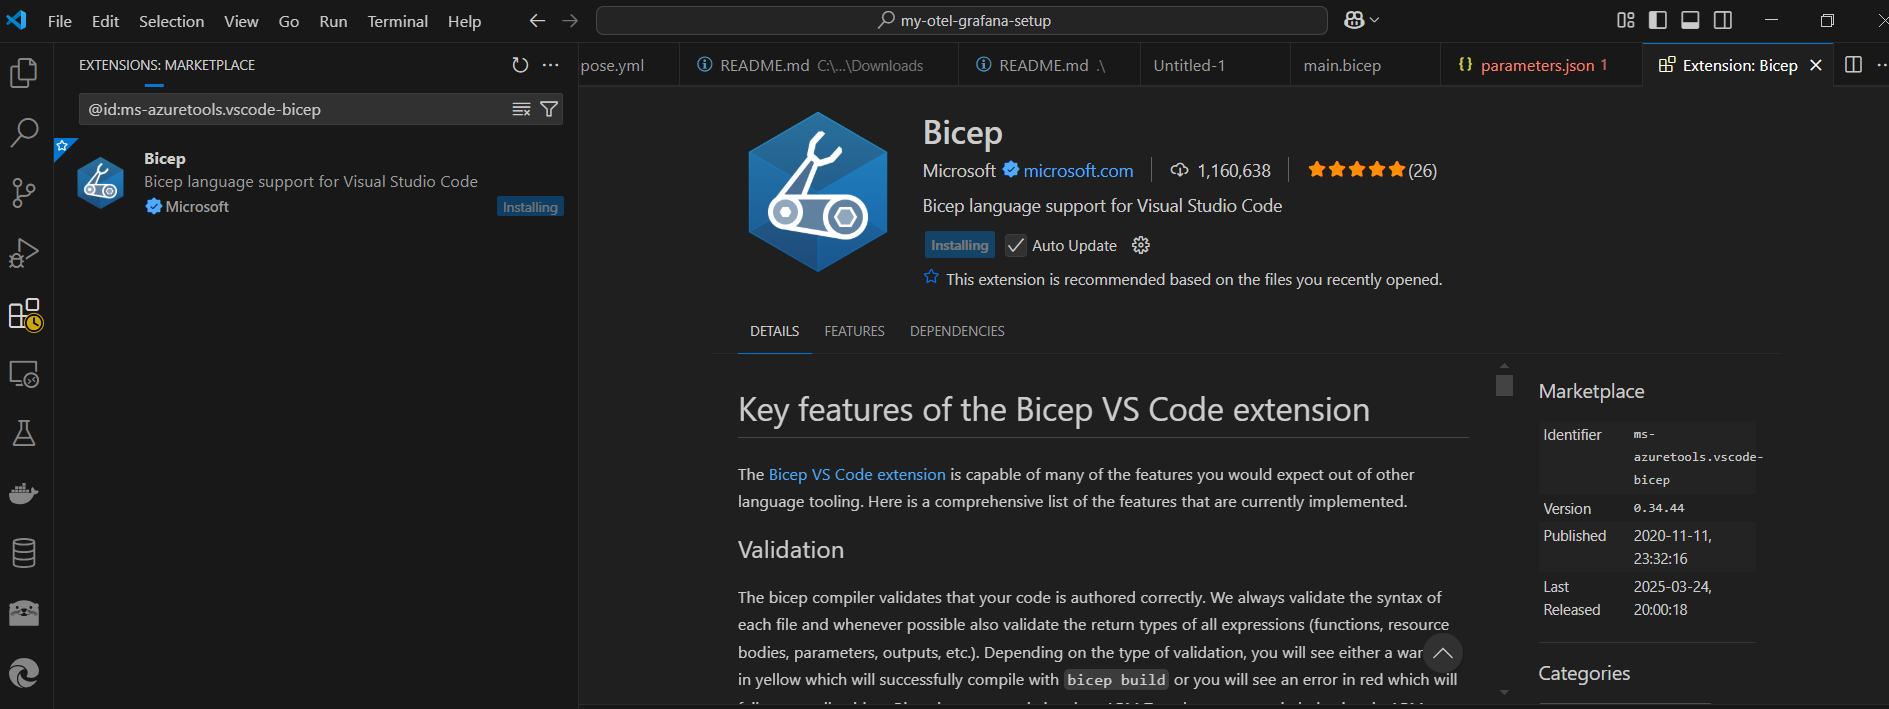 File Edit Selection View Go Run Terminal Help
my-otel-grafana-setup
EXTENSIONS: MARKETPLACE
@id:ms-azuretools.vscode-bicep
Bicep
Bicep language support for Visual Studio Code
Microsoft
Installing
pose.yml
README.md C:\...\Downloads
README.md .\
Untitled-1
main.bicep
{} parameters.json 1
Extension: Bicep
Bicep
Microsoft microsoft.com 1,160,638 (26)
Bicep language support for Visual Studio Code
Installing Auto Update
This extension is recommended based on the files you recently opened.
DETAILS FEATURES DEPENDENCIES
Key features of the Bicep VS Code extension
The Bicep VS Code extension is capable of many of the features you would expect out of other
language tooling. Here is a comprehensive list of the features that are currently implemented.
Validation
The bicep compiler validates that your code is authored correctly. We always validate the syntax of
each file and whenever possible also validate the return types of all expressions (functions, resource
bodies, parameters, outputs, etc.). Depending on the type of validation, you will see either a war
in yellow which will successfully compile with bicep build or you will see an error in red which will
Marketplace
Identifier ms-
azuretools.vscode-
bicep
Version 0.34.44
Published 2020-11-11,
23:32:16
Last 2025-03-24,
Released 20:00:18
Categories